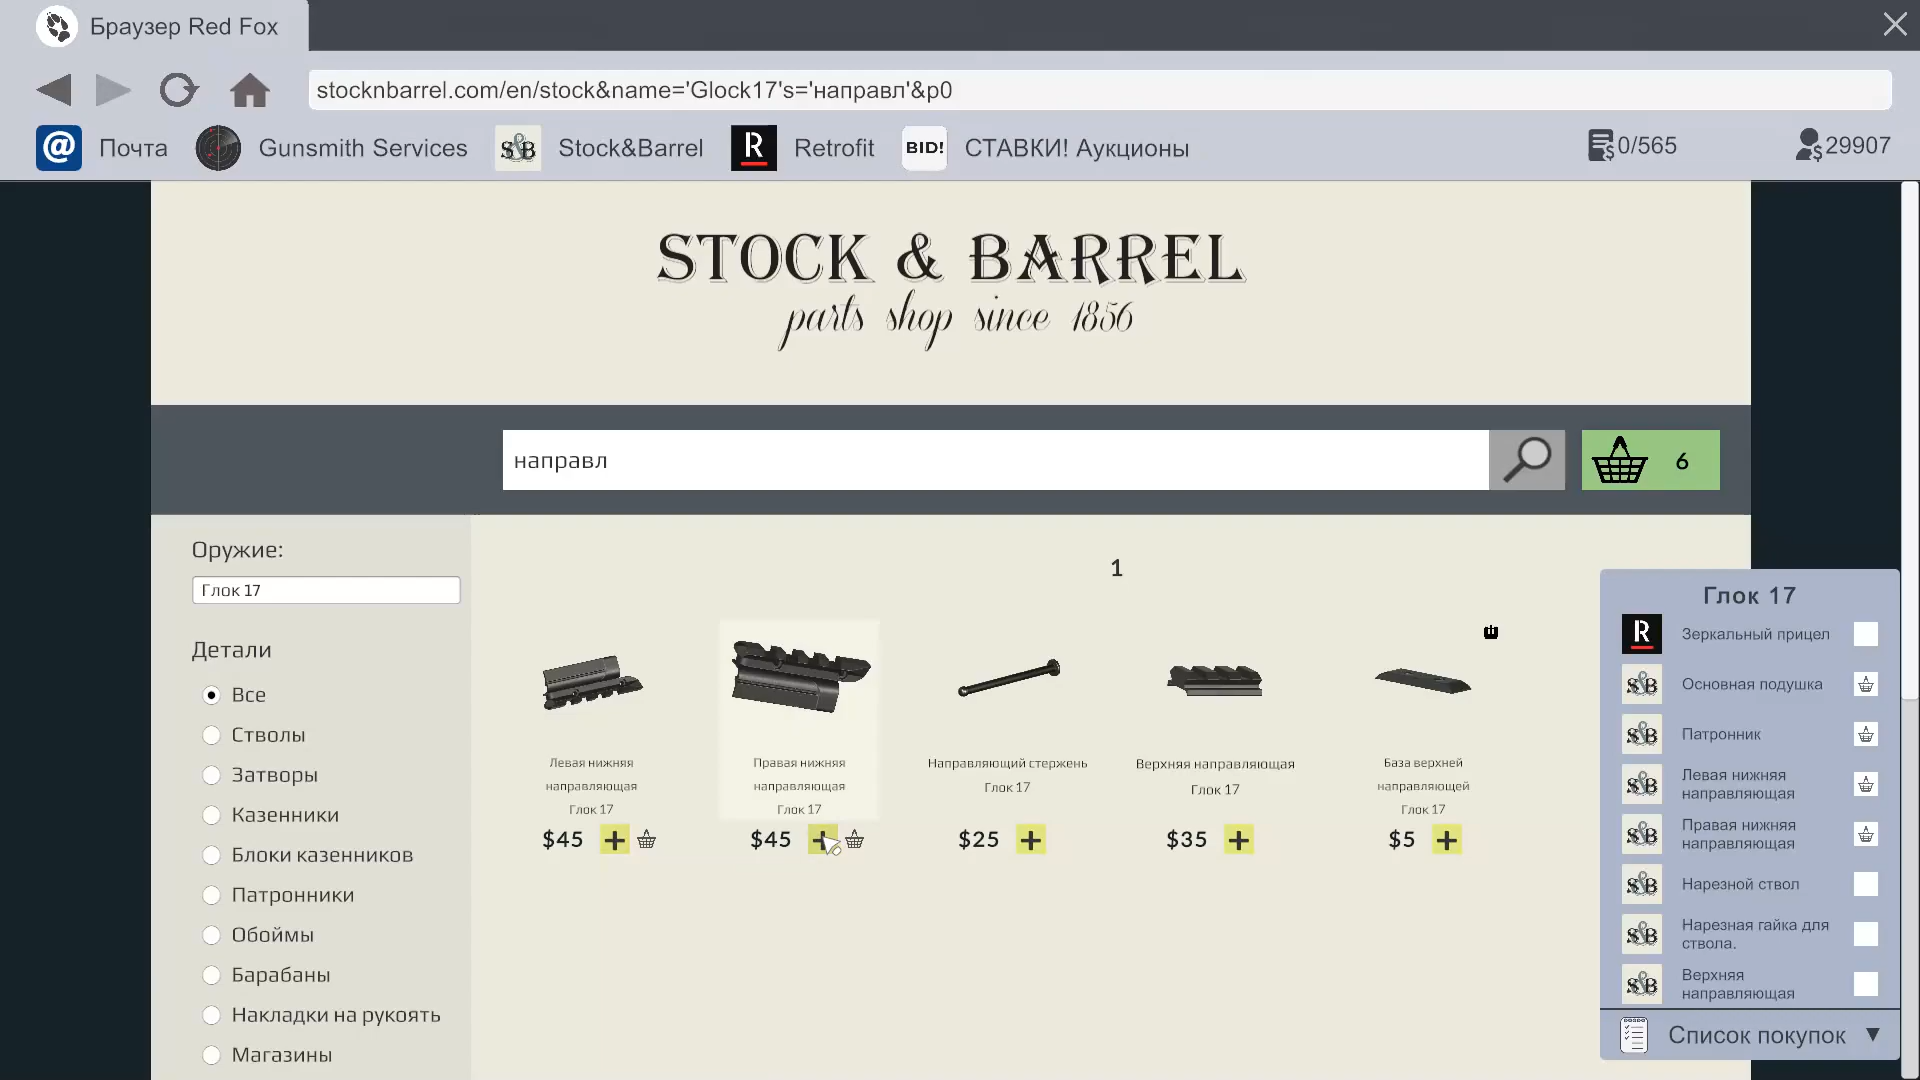 Браузер Red Fox
stocknbarrel.com/en/stock&name='Glock17's='направл'&p0
@ Почта Gunsmith Services S&B Stock&Barrel R Retrofit BID! СТАВКИ! Аукционы 0/565 29907
STOCK & BARREL
parts shop since 1856
направл
6
Оружие:
Глок 17
Детали
Все
Стволы
Затворы
Казенники
Блоки казенников
Патронники
Обоймы
Барабаны
Накладки на рукоять
Магазины
1
Левая нижняя
направляющая
Глок 17
$45
Правая нижняя
направляющая
Глок 17
$45
Направляющий стержень
Глок 17
$25
Верхняя направляющая
Глок 17
$35
База верхней
направляющей
Глок 17
$5
Глок 17
R Зеркальный прицел
S&B Основная подушка
S&B Патронник
S&B Левая нижняя
направляющая
S&B Правая нижняя
направляющая
S&B Нарезной ствол
S&B Нарезная гайка для
ствола.
S&B Верхняя
направляющая
Список покупок